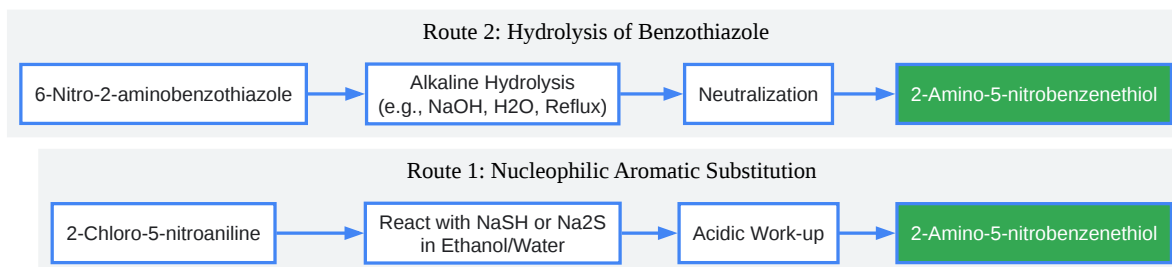 Route 2: Hydrolysis of Benzothiazole
6-Nitro-2-aminobenzothiazole
Alkaline Hydrolysis
(e.g., NaOH, H2O, Reflux)
Neutralization
2-Amino-5-nitrobenzenethiol
Route 1: Nucleophilic Aromatic Substitution
2-Chloro-5-nitroaniline
React with NaSH or Na2S
in Ethanol/Water
Acidic Work-up
2-Amino-5-nitrobenzenethiol